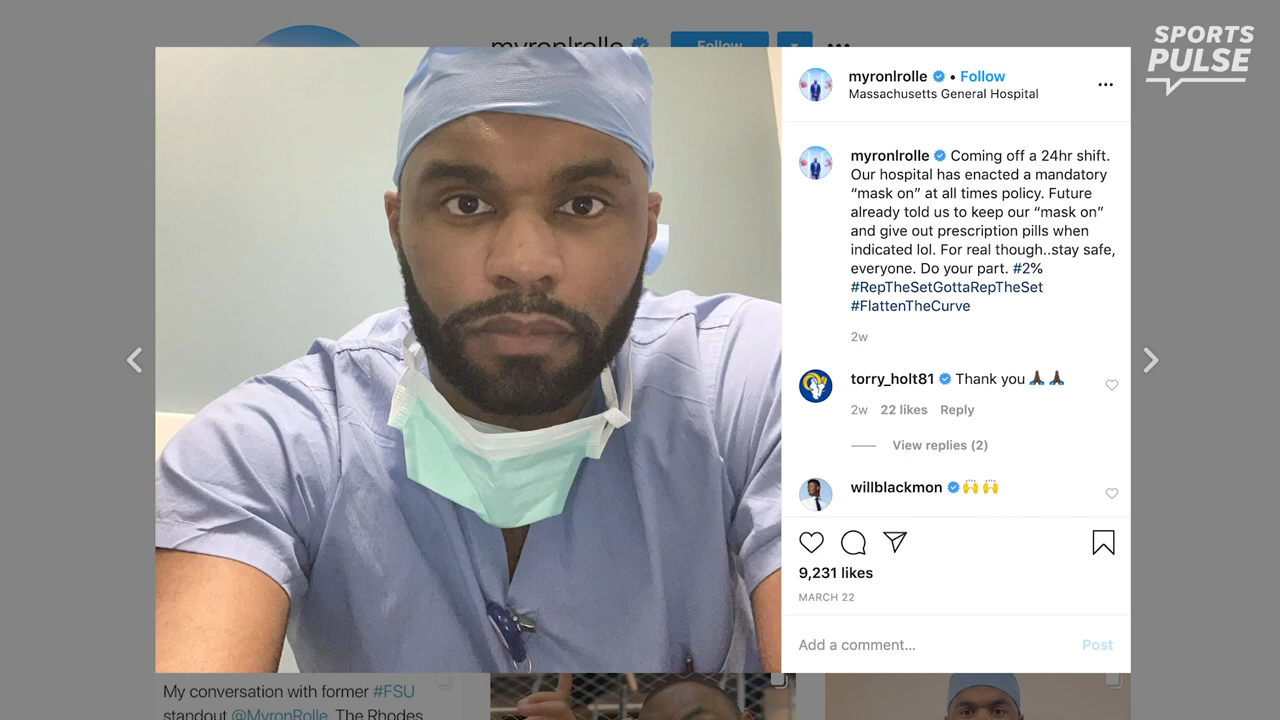 SPORTS
PULSE
myronlrolle
Follow
myronlrolle • Follow
Massachusetts General Hospital
myronlrolle Coming off a 24hr shift.
Our hospital has enacted a mandatory
“mask on” at all times policy. Future
already told us to keep our “mask on”
and give out prescription pills when
indicated lol. For real though..stay safe,
everyone. Do your part. #2%
#RepTheSetGottaRepTheSet
#FlattenTheCurve
2w
torry_holt81 Thank you 🙏🏿 🙏🏿
2w 22 likes Reply
View replies (2)
willblackmon 🙌 🙌
9,231 likes
MARCH 22
Add a comment... Post
My conversation with former #FSU
standout @MyronRolle. The Rhodes